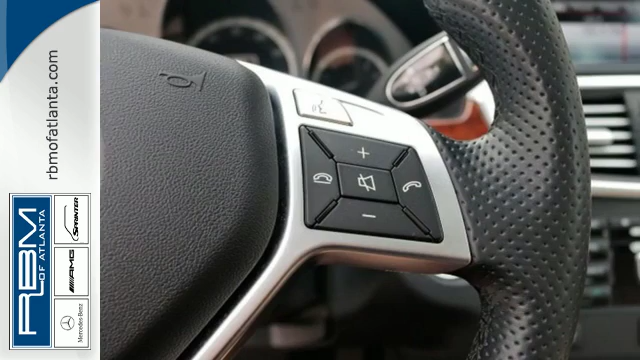 rbmofatlanta.com
RBM
OF ATLANTA
SPRINTER
AMG
Mercedes-Benz
+
−